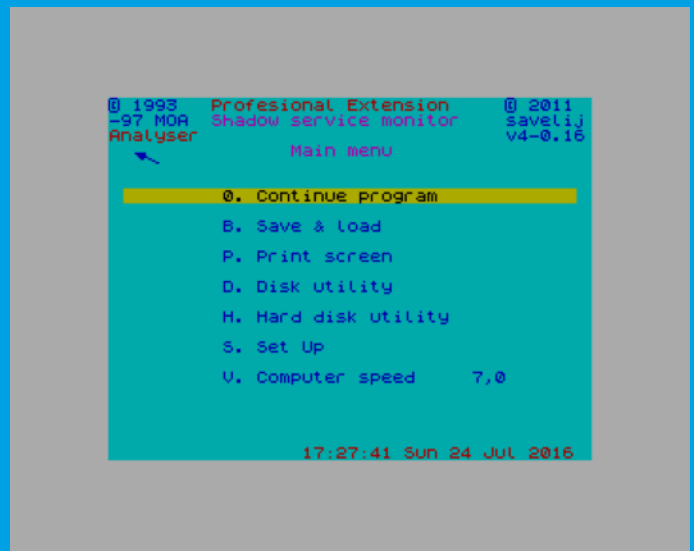 © 1993 Profesional Extension © 2011
-97 MOA Shadow service monitor savelij
Analyser v4-0.16
Main menu
0. Continue program
B. Save & load
P. Print screen
D. Disk utility
H. Hard disk utility
S. Set Up
V. Computer speed 7,0
17:27:41 Sun 24 Jul 2016